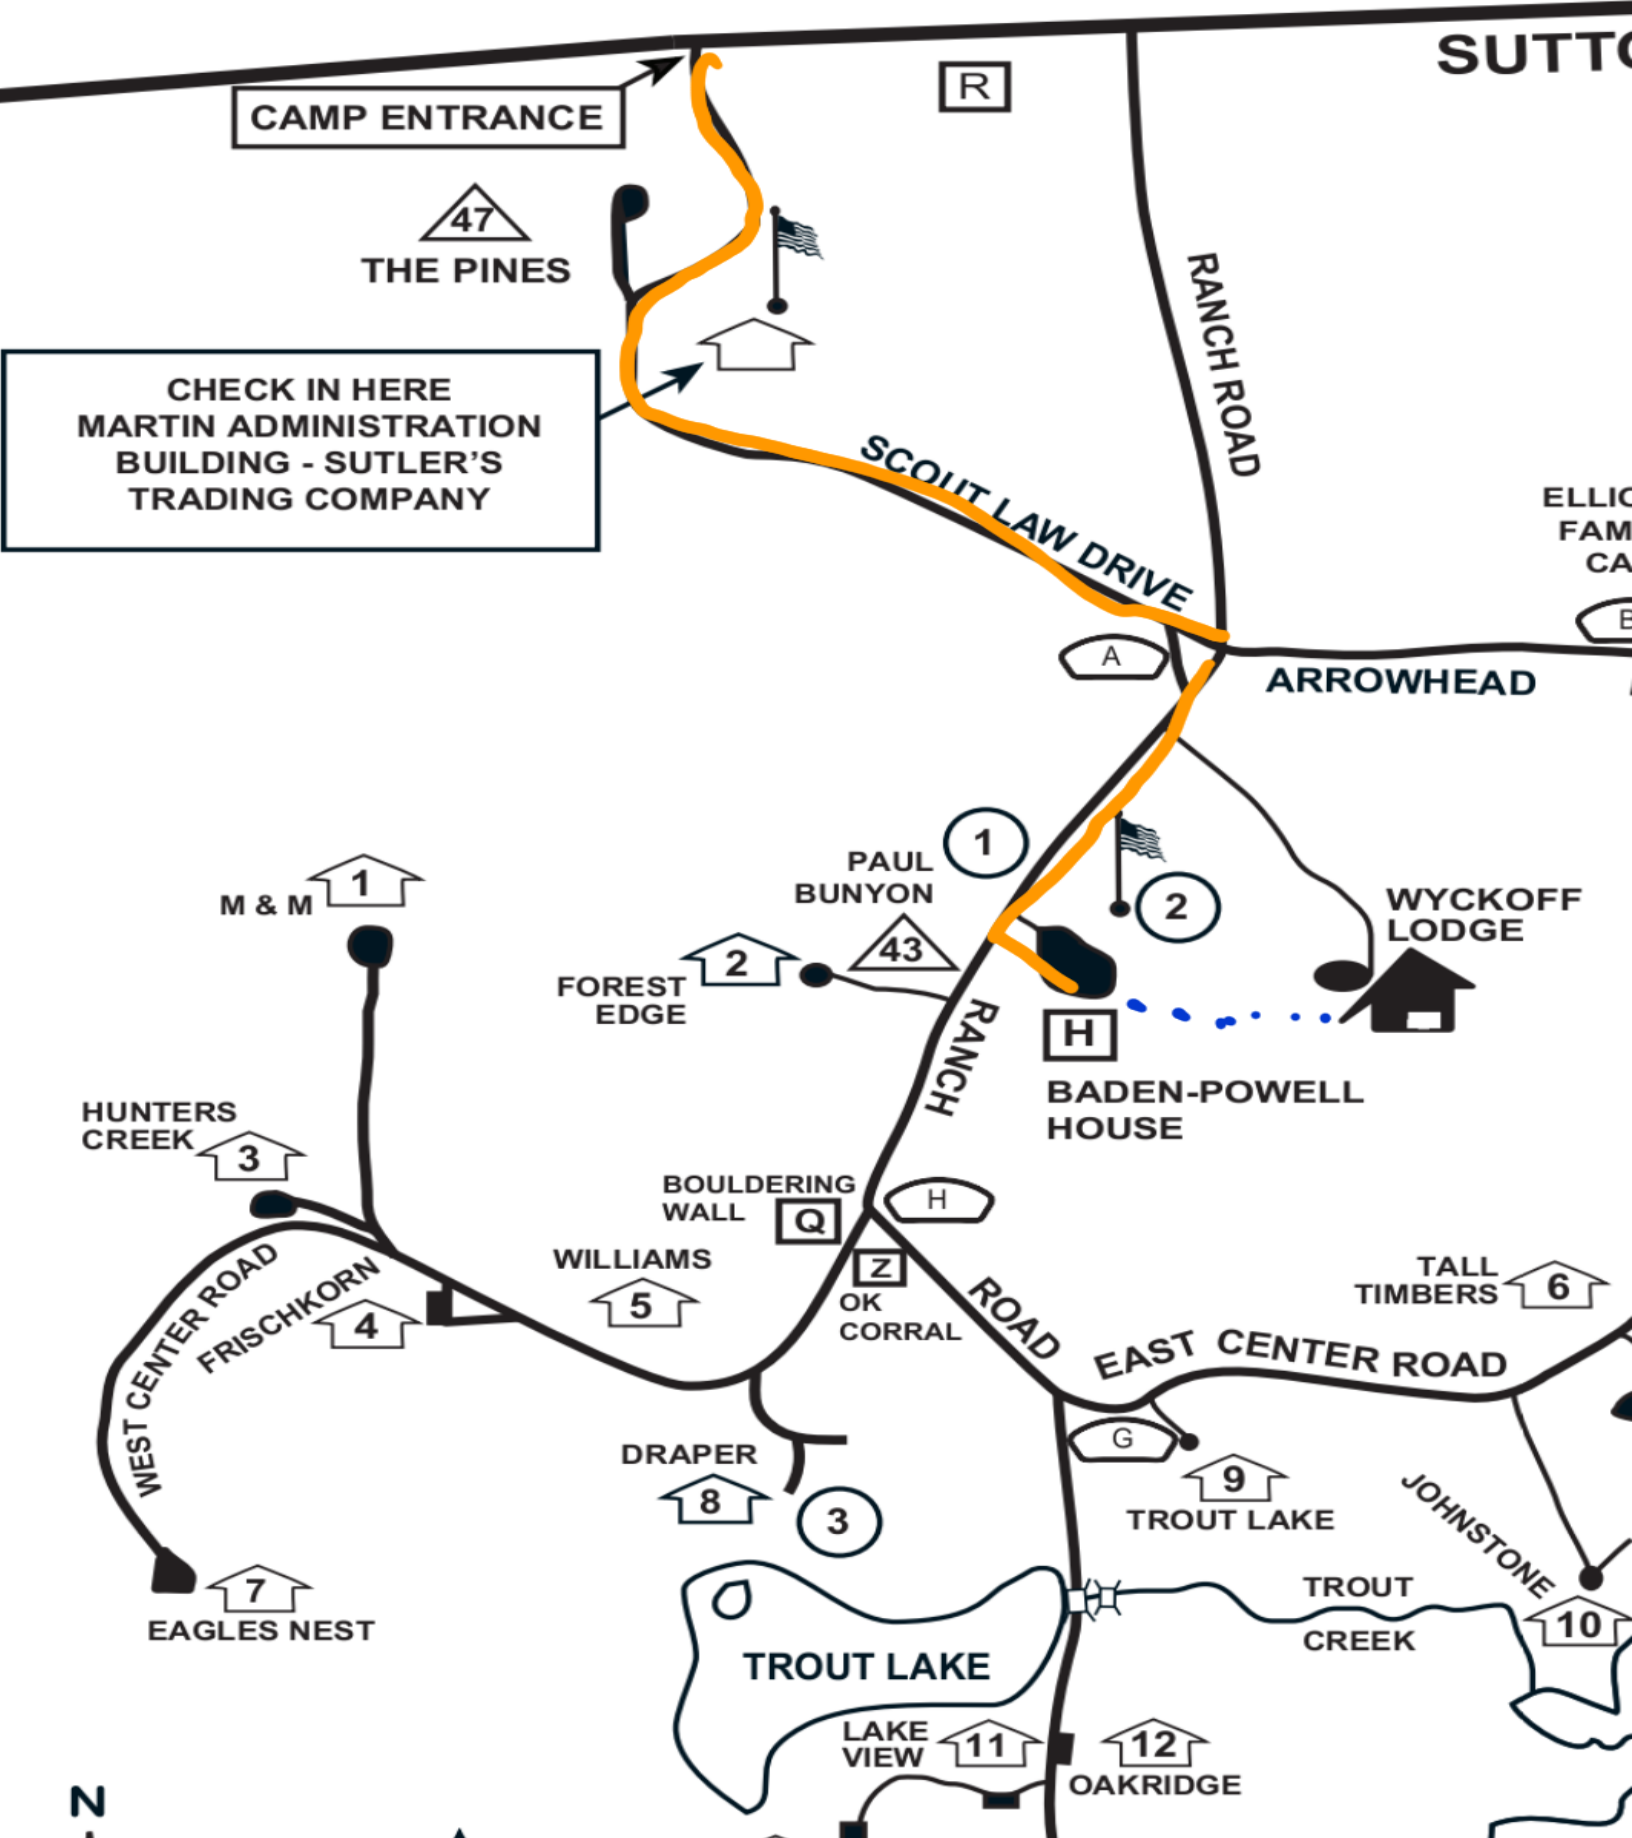 SUTTO
R
CAMP ENTRANCE
47
THE PINES
RANCH ROAD
CHECK IN HERE
MARTIN ADMINISTRATION
BUILDING - SUTLER'S
TRADING COMPANY
SCOUT LAW DRIVE
ELLIO
FAM
CA
B
A
ARROWHEAD
1
PAUL
BUNYON
43
2
WYCKOFF
LODGE
1
M & M
2
FOREST
EDGE
RANCH
H
BADEN-POWELL
HOUSE
HUNTERS
CREEK
3
BOULDERING
WALL
Q
H
WILLIAMS
5
Z
OK
CORRAL
ROAD
WEST CENTER ROAD
FRISCHKORN
4
TALL
TIMBERS
6
EAST CENTER ROAD
G
DRAPER
8
3
9
TROUT LAKE
JOHNSTONE
10
7
EAGLES NEST
TROUT
CREEK
TROUT LAKE
LAKE
VIEW
11
12
OAKRIDGE
N